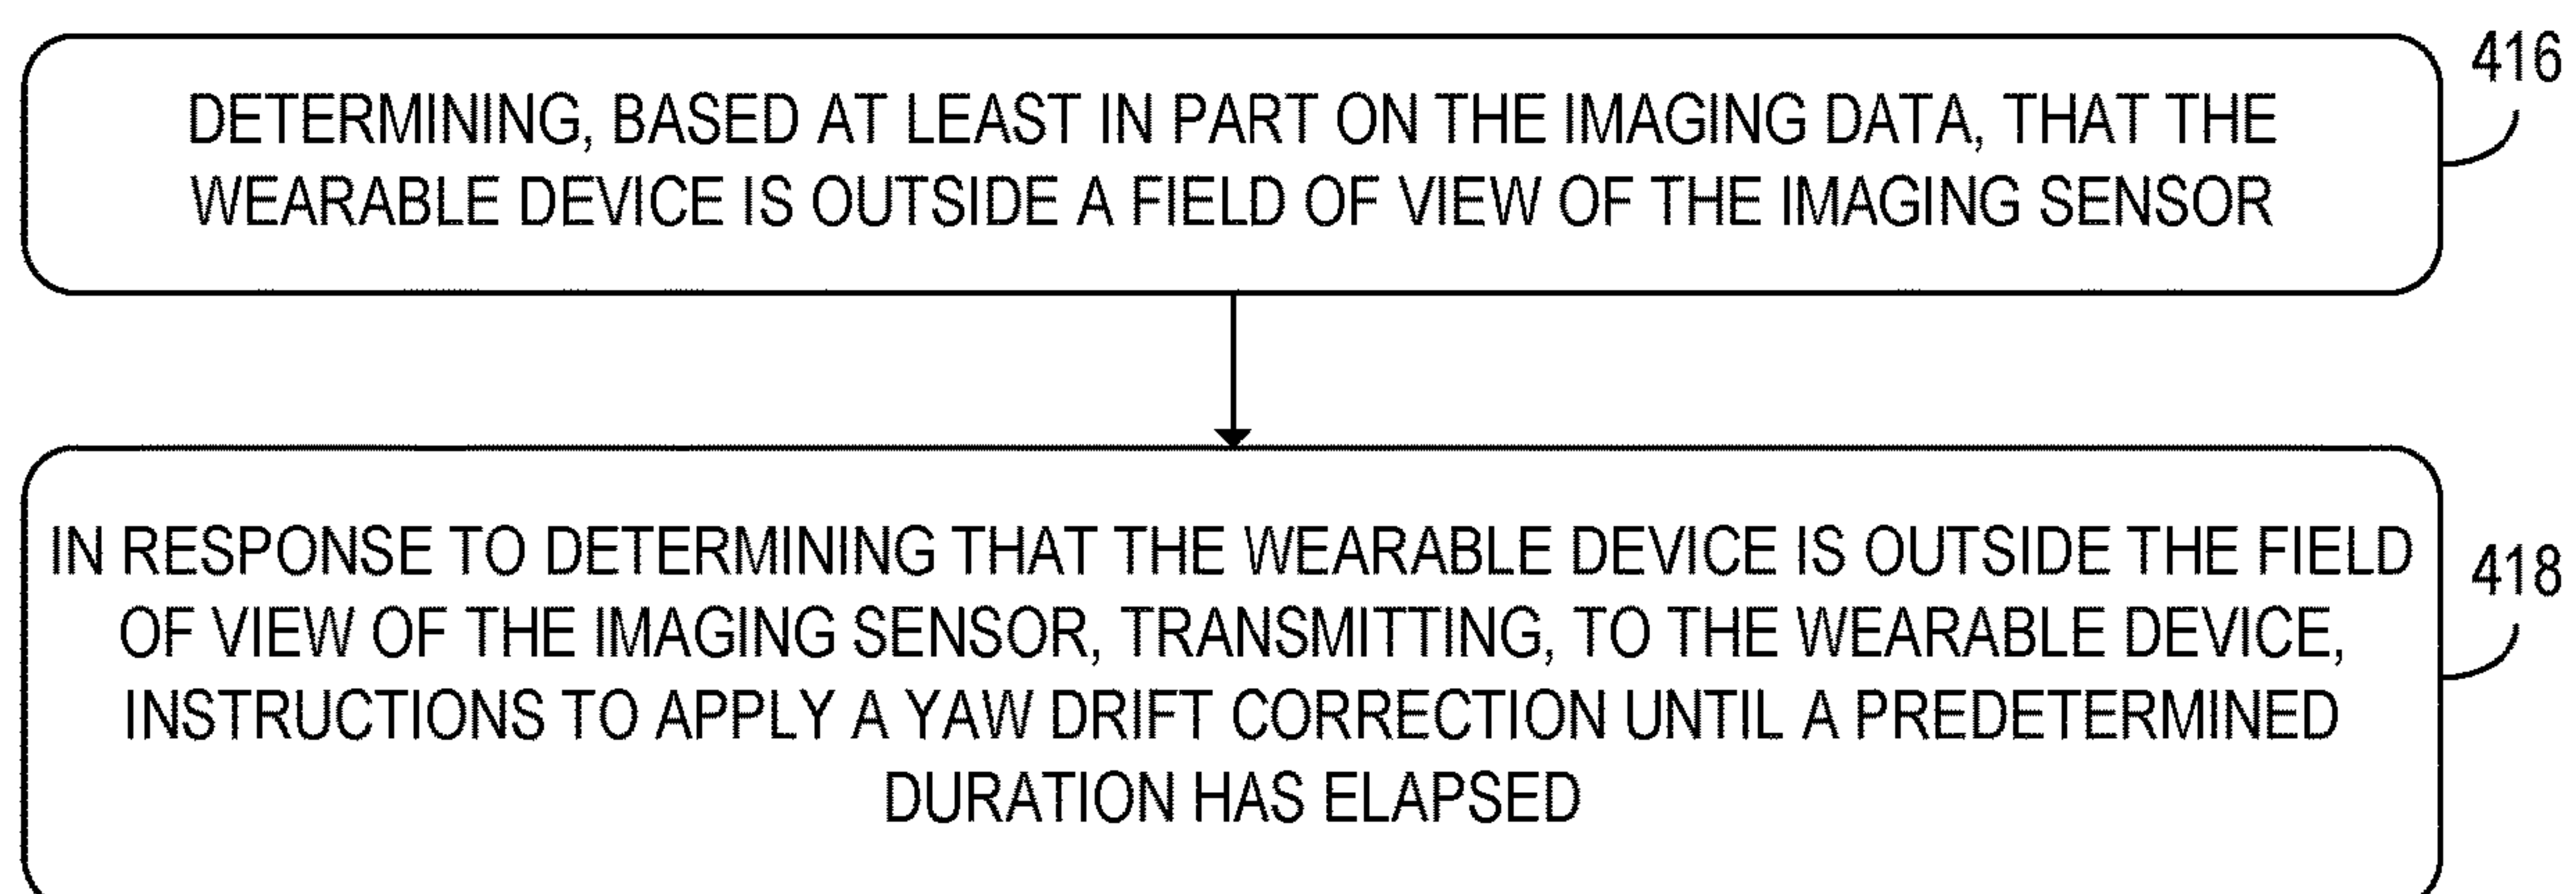 416
DETERMINING, BASED AT LEAST IN PART ON THE IMAGING DATA, THAT THE
WEARABLE DEVICE IS OUTSIDE A FIELD OF VIEW OF THE IMAGING SENSOR
IN RESPONSE TO DETERMINING THAT THE WEARABLE DEVICE IS OUTSIDE THE FIELD
418
OF VIEW OF THE IMAGING SENSOR, TRANSMITTING, TO THE WEARABLE DEVICE,
INSTRUCTIONS TO APPLY A YAW DRIFT CORRECTION UNTIL A PREDETERMINED
DURATION HAS ELAPSED